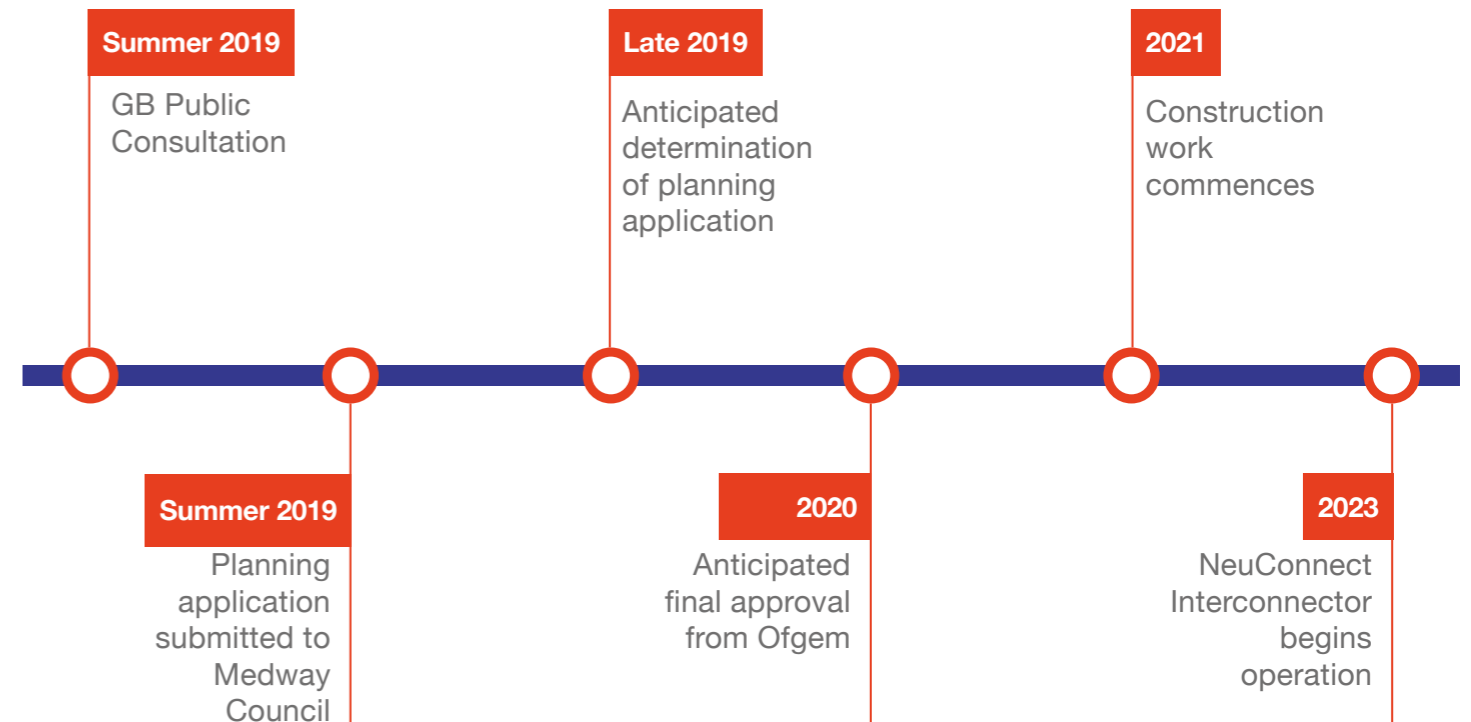 Summer 2019
GB Public
Consultation
Late 2019
Anticipated
determination
of planning
application
2021
Construction
work
commences
Summer 2019
Planning
application
submitted to
Medway
Council
2020
Anticipated
final approval
from Ofgem
2023
NeuConnect
Interconnector
begins
operation